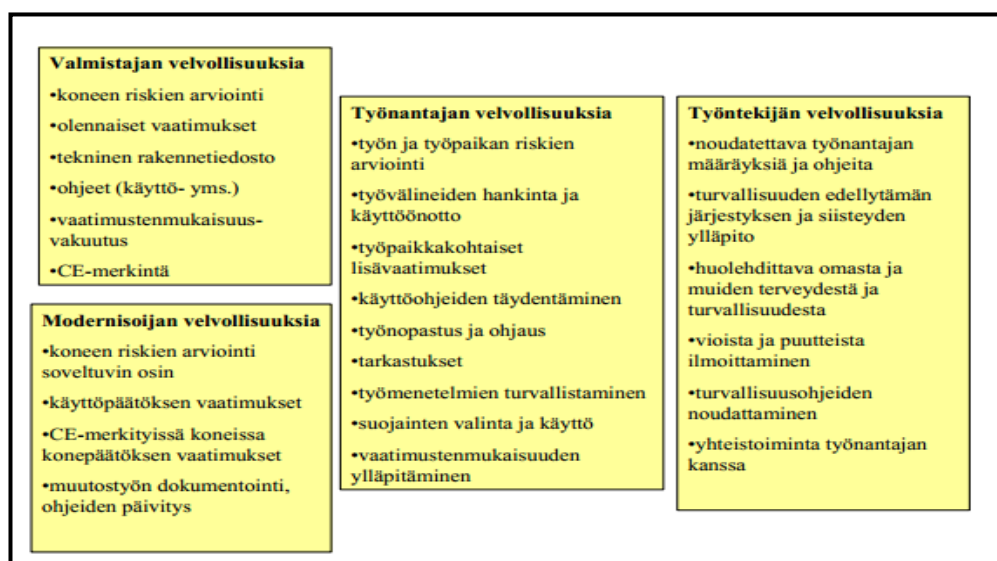 Valmistajan velvollisuuksia
•koneen riskien arviointi
•olennaiset vaatimukset
•tekninen rakennetiedosto
•ohjeet (käyttö- yms.)
•vaatimustenmukaisuus-
vakuutus
•CE-merkintä
Modernisoijan velvollisuuksia
•koneen riskien arviointi
soveltuvin osin
•käyttöpäätöksen vaatimukset
•CE-merkityissä koneissa
konepäätöksen vaatimukset
•muutostyön dokumentointi,
ohjeiden päivitys
Työnantajan velvollisuuksia
•työn ja työpaikan riskien
arviointi
•työvälineiden hankinta ja
käyttöönotto
•työpaikkakohtaiset
lisävaatimukset
•käyttöohjeiden täydentäminen
•työnopastus ja ohjaus
•tarkastukset
•työmenetelmien turvallistaminen
•suojainten valinta ja käyttö
•vaatimustenmukaisuuden
ylläpitäminen
Työntekijän velvollisuuksia
•noudatettava työnantajan
määräyksiä ja ohjeita
•turvallisuuden edellytämän
järjestyksen ja siisteyden
ylläpito
•huolehdittava omasta ja
muiden terveydestä ja
turvallisuudesta
•vioista ja puutteista
ilmoittaminen
•turvallisuusohjeiden
noudattaminen
•yhteistoiminta työnantajan
kanssa